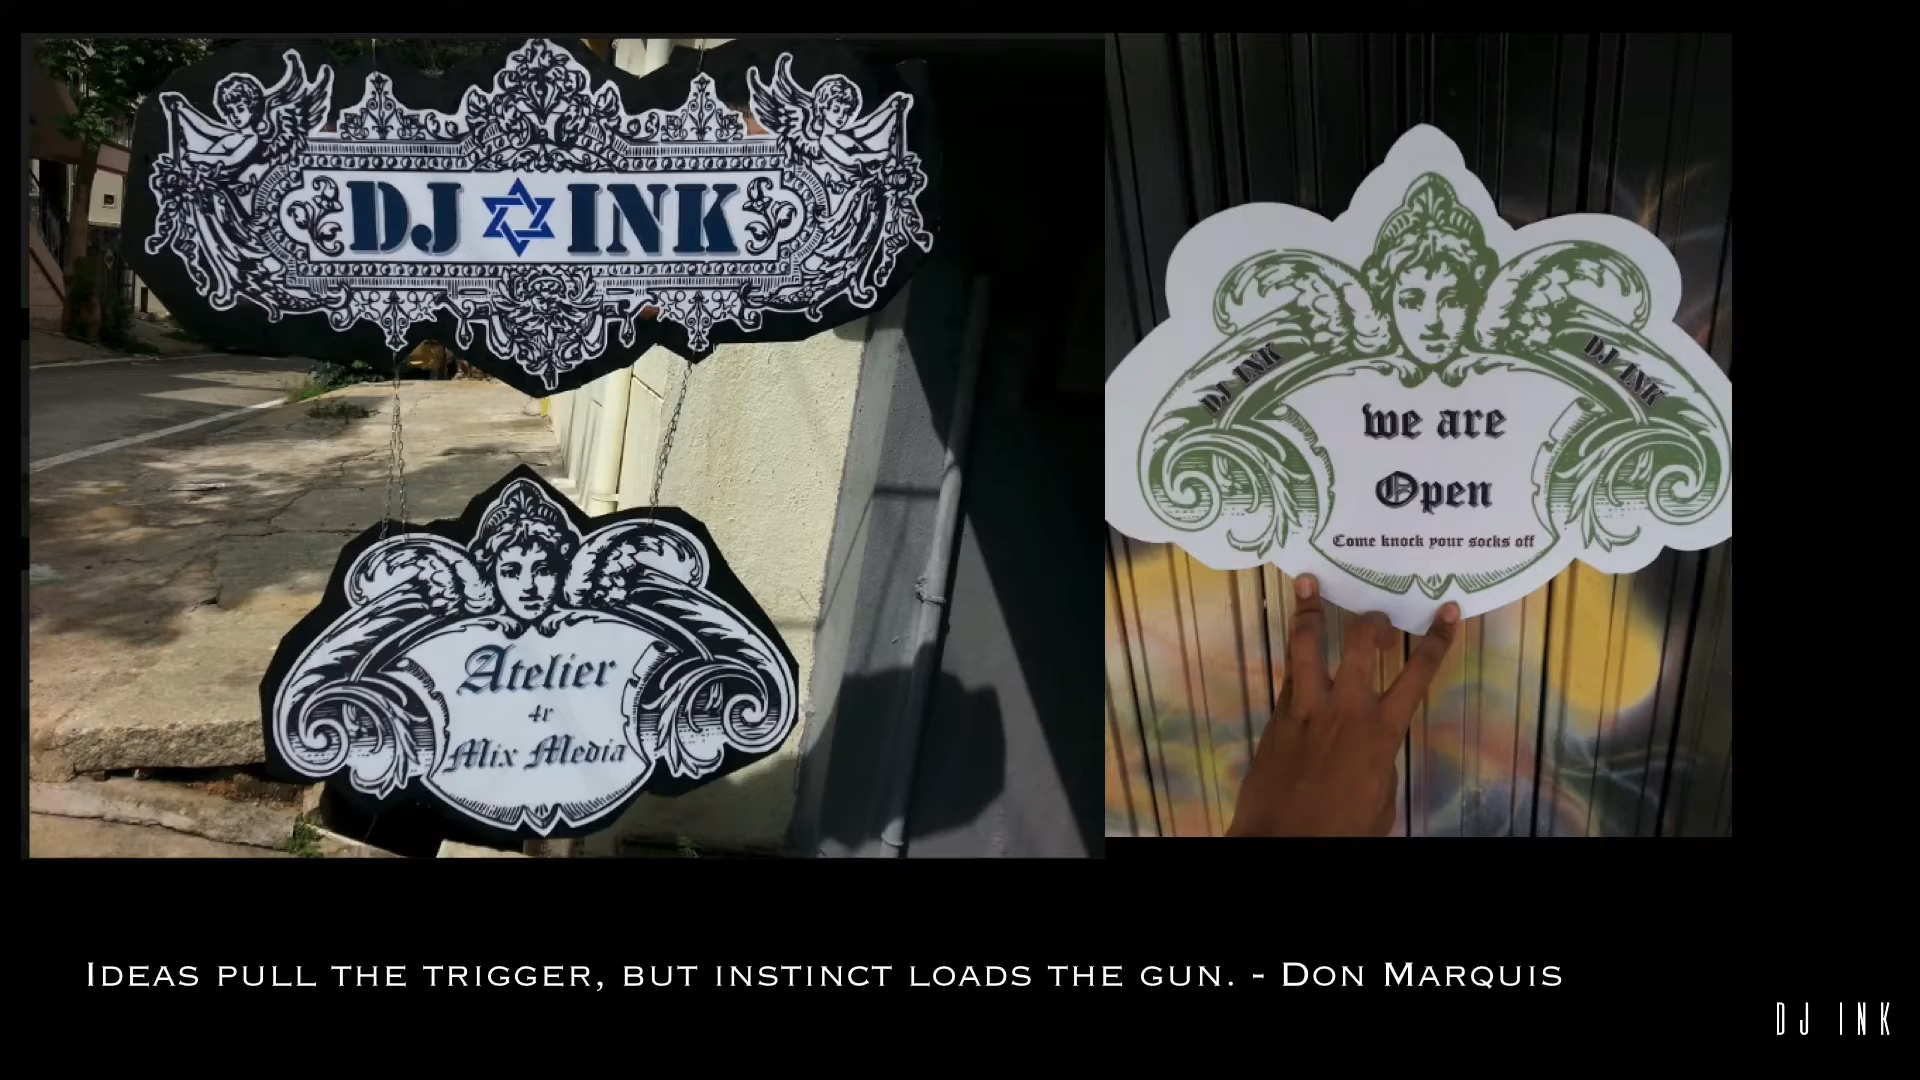 DJ INK
Atelier
4r
Mix Media
DJ INK
DJ INK
we are
Open
Come knock your socks off
Ideas pull the trigger, but instinct loads the gun. - Don Marquis
DJ INK